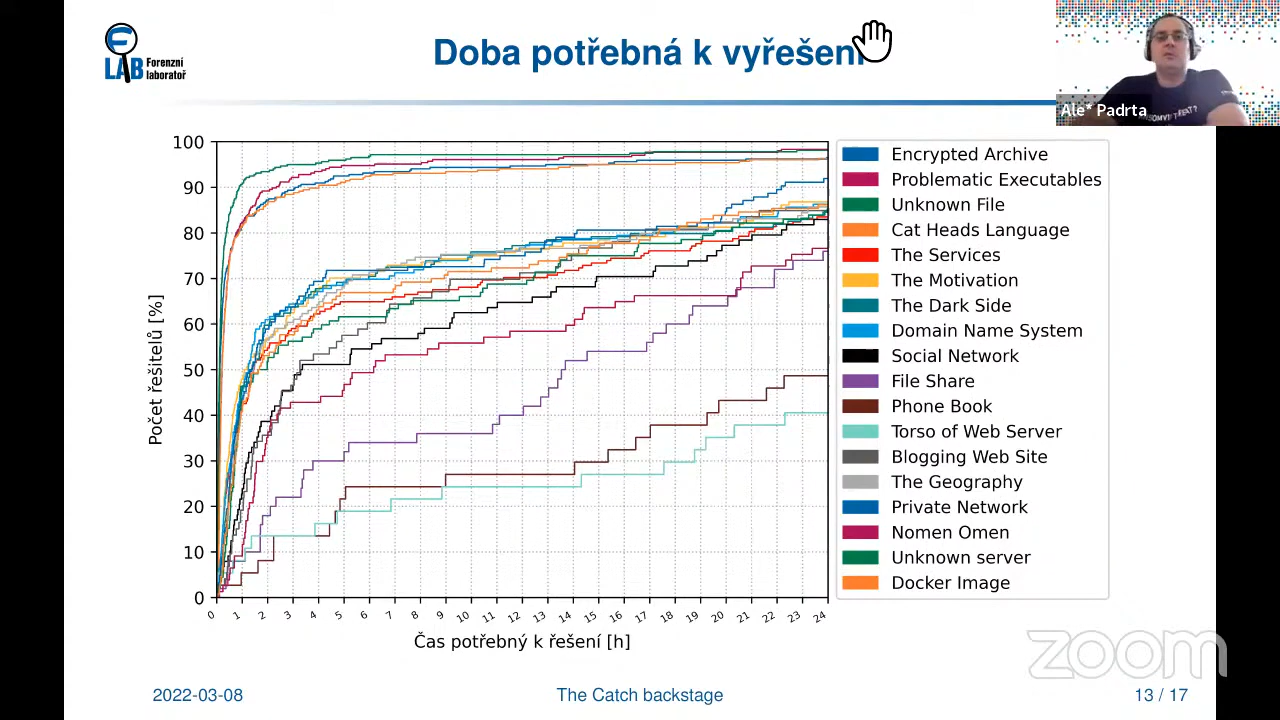 LAB Forenzní
laboratoř
Doba potřebná k vyřešení
Ale* Padrta
100
90
80
70
60
50
40
30
20
10
0
Počet řešitelů [%]
0 1 2 3 4 5 6 7 8 9 10 11 12 13 14 15 16 17 18 19 20 21 22 23 24
Čas potřebný k řešení [h]
Encrypted Archive
Problematic Executables
Unknown File
Cat Heads Language
The Services
The Motivation
The Dark Side
Domain Name System
Social Network
File Share
Phone Book
Torso of Web Server
Blogging Web Site
The Geography
Private Network
Nomen Omen
Unknown server
Docker Image
zoom
2022-03-08
The Catch backstage
13 / 17